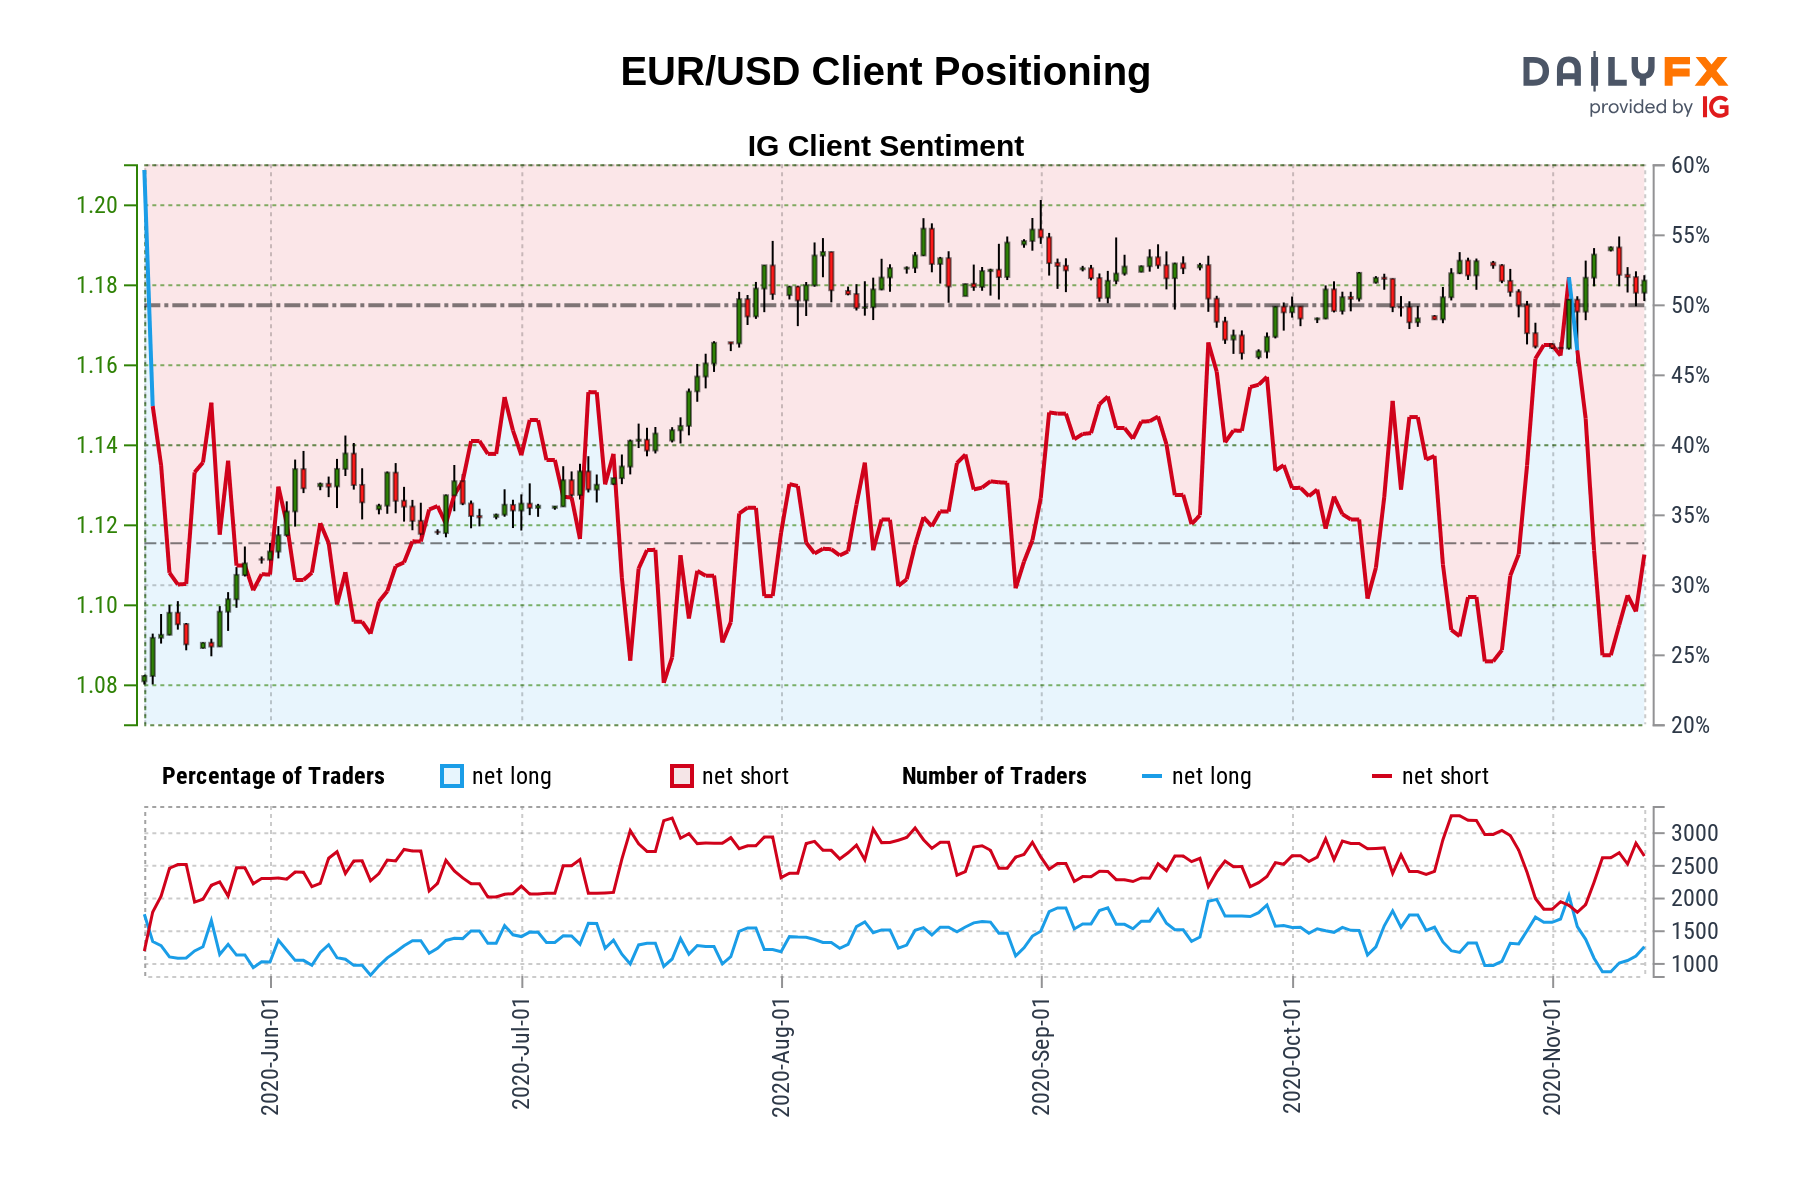 EUR/USD Client Positioning
DAILYFX
provided by IG
IG Client Sentiment
1.20
1.18
1.16
1.14
1.12
1.10
1.08
60%
55%
50%
45%
40%
35%
30%
25%
20%
Percentage of Traders net long net short Number of Traders net long net short
3000
2500
2000
1500
1000
2020-Jun-01
2020-Jul-01
2020-Aug-01
2020-Sep-01
2020-Oct-01
2020-Nov-01